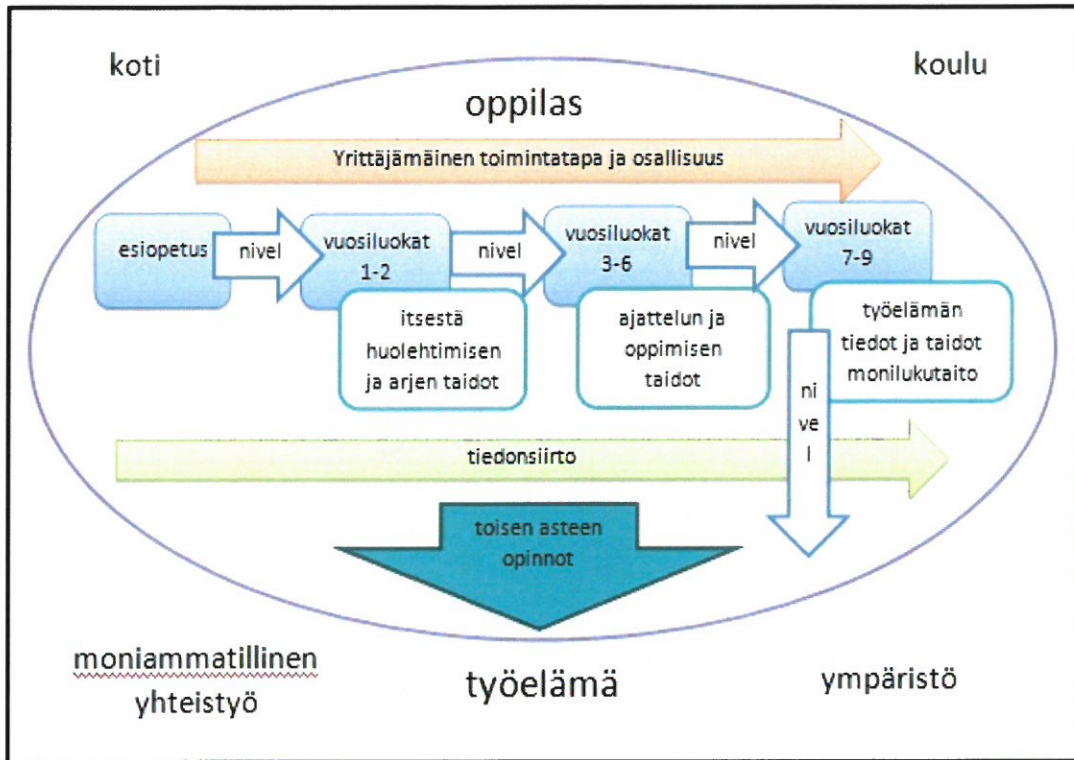 koti
koulu
oppilas
Yrittäjämäinen toimintatapa ja osallisuus
esiopetus
nivel
vuosiluokat
1-2
nivel
vuosiluokat
3-6
nivel
vuosiluokat
7-9
itsestä
huolehtimisen
ja arjen taidot
ajattelun ja
oppimisen
taidot
työelämän
tiedot ja taidot
monilukutaito
ni
ve
l
tiedonsiirto
toisen asteen
opinnot
moniammatillinen
yhteistyö
työelämä
ympäristö